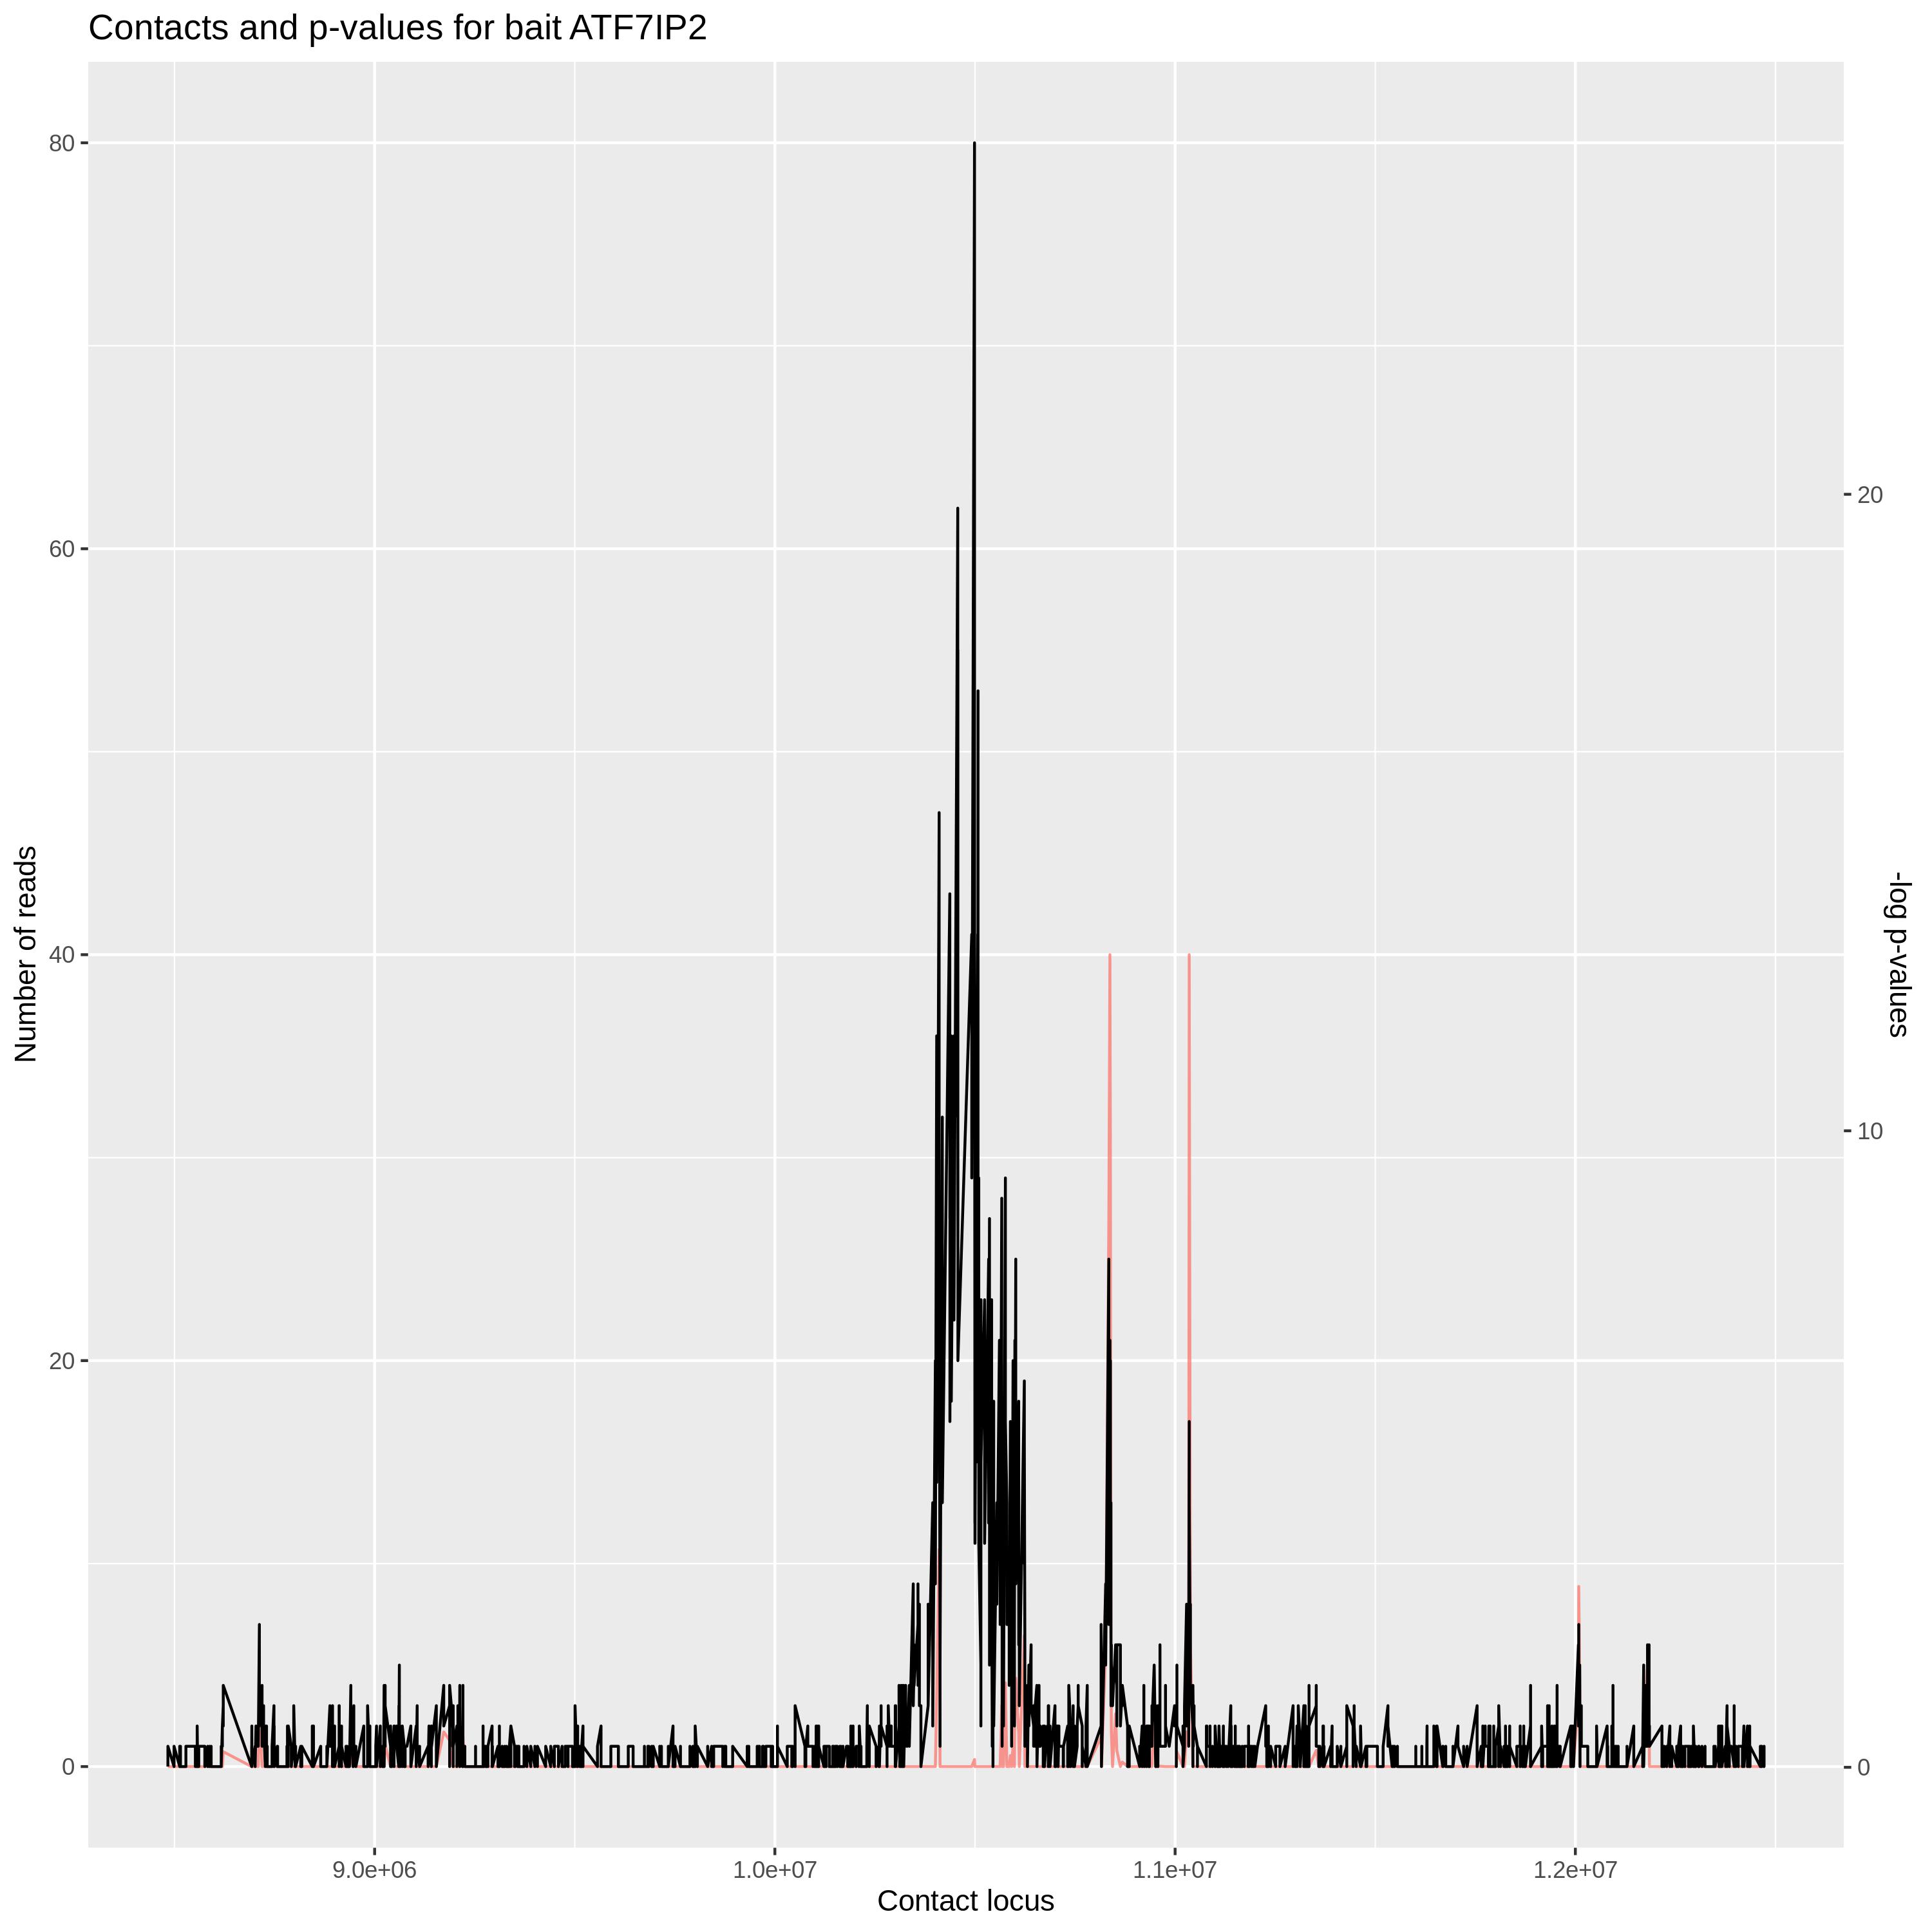 Contacts and p-values for bait ATF7IP2
80
60
40
20
0
Number of reads
20
10
0
-log p-values
9.0e+06 1.0e+07 1.1e+07 1.2e+07
Contact locus